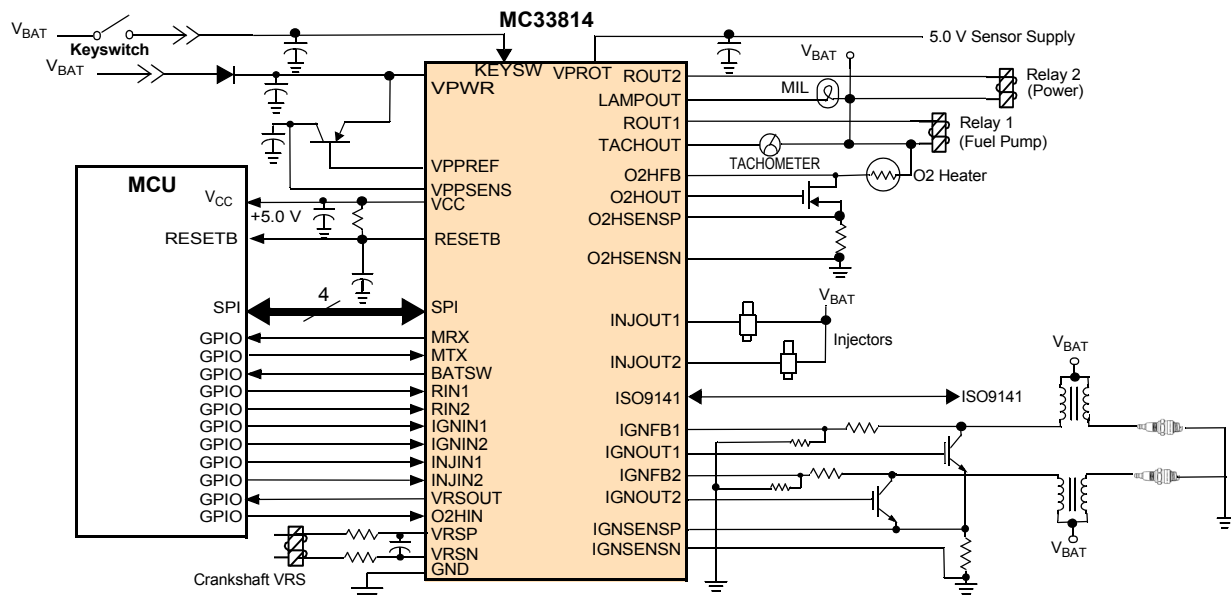 MC33814
VBAT
Keyswitch
VBAT
KEYSW
VPROT
5.0 V Sensor Supply
VPWR
VPPREF
VPPSENS
VCC
RESETB
SPI
MRX
MTX
BATSW
RIN1
RIN2
IGNIN1
IGNIN2
INJIN1
INJIN2
VRSOUT
O2HIN
VRSP
VRSN
GND
MCU
VCC
+5.0 V
RESETB
SPI
4
GPIO
GPIO
GPIO
GPIO
GPIO
GPIO
GPIO
GPIO
GPIO
GPIO
GPIO
Crankshaft VRS
ROUT2
LAMPOUT
ROUT1
TACHOUT
O2HFB
O2HOUT
O2HSENSP
O2HSENSN
INJOUT1
INJOUT2
ISO9141
IGNFB1
IGNOUT1
IGNFB2
IGNOUT2
IGNSENSP
IGNSENSN
VBAT
MIL
Relay 2
(Power)
Relay 1
(Fuel Pump)
TACHOMETER
O2 Heater
VBAT
Injectors
ISO9141
VBAT
VBAT